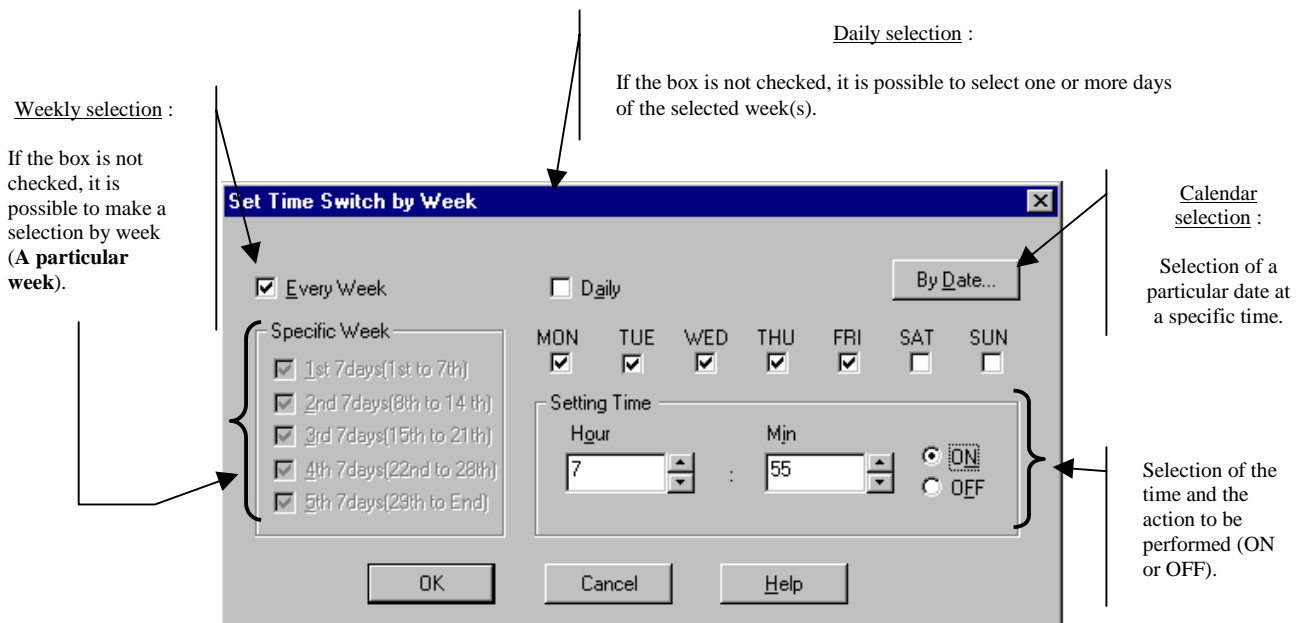 Daily selection :
If the box is not checked, it is possible to select one or more days
of the selected week(s).
Weekly selection :
If the box is not
checked, it is
possible to make a
selection by week
(A particular
week).
Set Time Switch by Week
Calendar
selection :
Selection of a
particular date at
a specific time.
Every Week
Daily
By Date...
Specific Week
1st 7days(1st to 7th)
2nd 7days(8th to 14 th)
3rd 7days(15th to 21th)
4th 7days(22nd to 28th)
5th 7days(29th to End)
MON TUE WED THU FRI SAT SUN
Setting Time
Hour Min
7 : 55
ON
OFF
Selection of the
time and the
action to be
performed (ON
or OFF).
OK Cancel Help